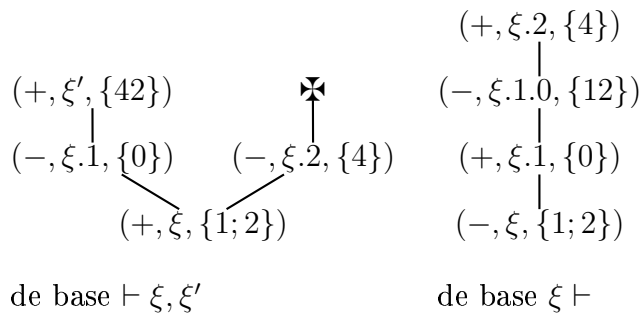 (+, ξ.2, {4})
(+, ξ′, {42}) ✠ (−, ξ.1.0, {12})
(−, ξ.1, {0}) (−, ξ.2, {4}) (+, ξ.1, {0})
(+, ξ, {1; 2}) (−, ξ, {1; 2})
de base ⊢ ξ, ξ′ de base ξ ⊢